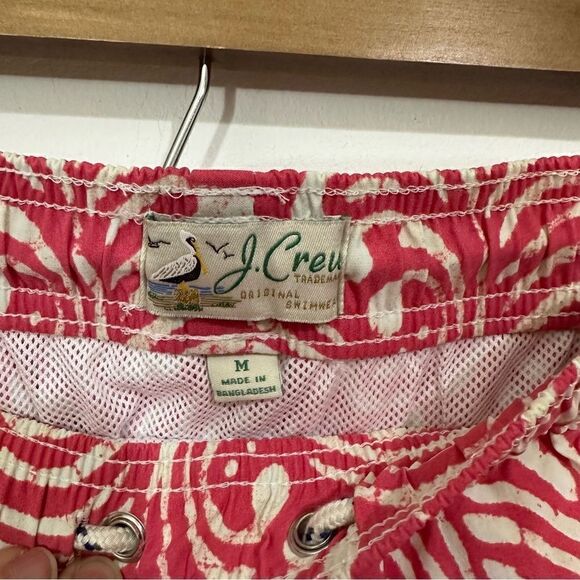 J.Crew
TRADEMARK
ORIGINAL
SWIMWEAR
M
MADE IN
BANGLADESH